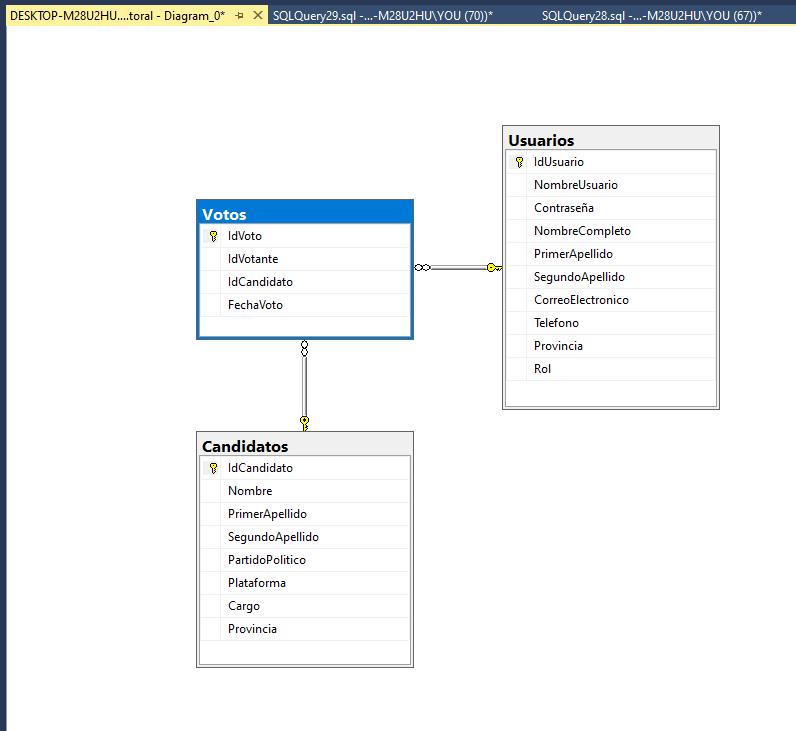 DESKTOP-M28U2HU....toral - Diagram_0*
SQLQuery29.sql -...-M28U2HU\YOU (70))*
SQLQuery28.sql -...-M28U2HU\YOU (67))*
Usuarios
IdUsuario
NombreUsuario
Contraseña
NombreCompleto
PrimerApellido
SegundoApellido
CorreoElectronico
Telefono
Provincia
Rol
Votos
IdVoto
IdVotante
IdCandidato
FechaVoto
Candidatos
IdCandidato
Nombre
PrimerApellido
SegundoApellido
PartidoPolitico
Plataforma
Cargo
Provincia